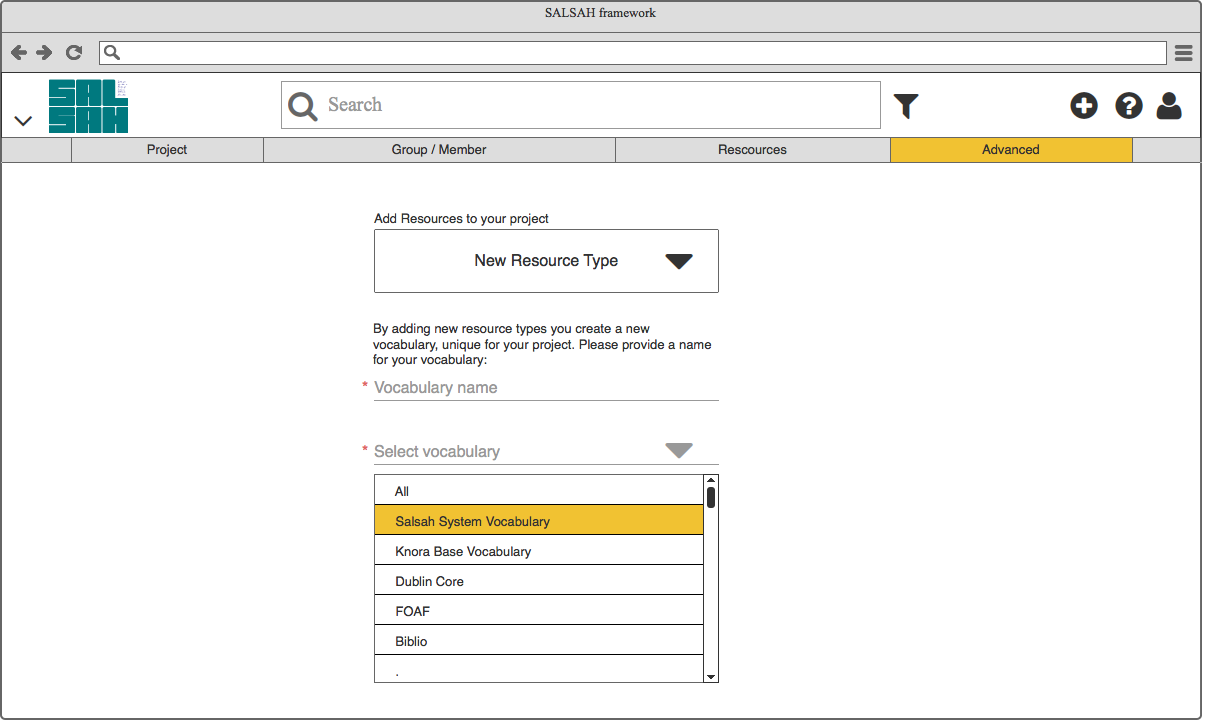 SALSAH framework
SAL
SAH
Search
Project
Group / Member
Rescources
Advanced
Add Resources to your project
New Resource Type
By adding new resource types you create a new
vocabulary, unique for your project. Please provide a name
for your vocabulary:
* Vocabulary name
* Select vocabulary
All
Salsah System Vocabulary
Knora Base Vocabulary
Dublin Core
FOAF
Biblio
.